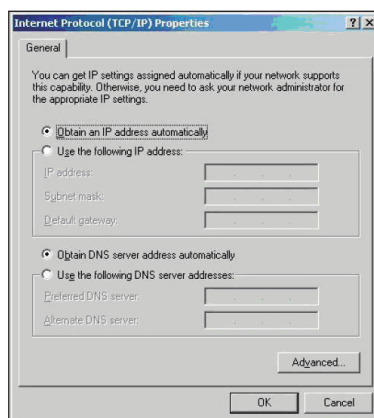 Internet Protocol (TCP/IP) Properties
General
You can get IP settings assigned automatically if your network supports
this capability. Otherwise, you need to ask your network administrator for
the appropriate IP settings.
Obtain an IP address automatically
Use the following IP address:
IP address:
Subnet mask:
Default gateway:
Obtain DNS server address automatically
Use the following DNS server addresses:
Preferred DNS server:
Alternate DNS server:
Advanced...
OK Cancel